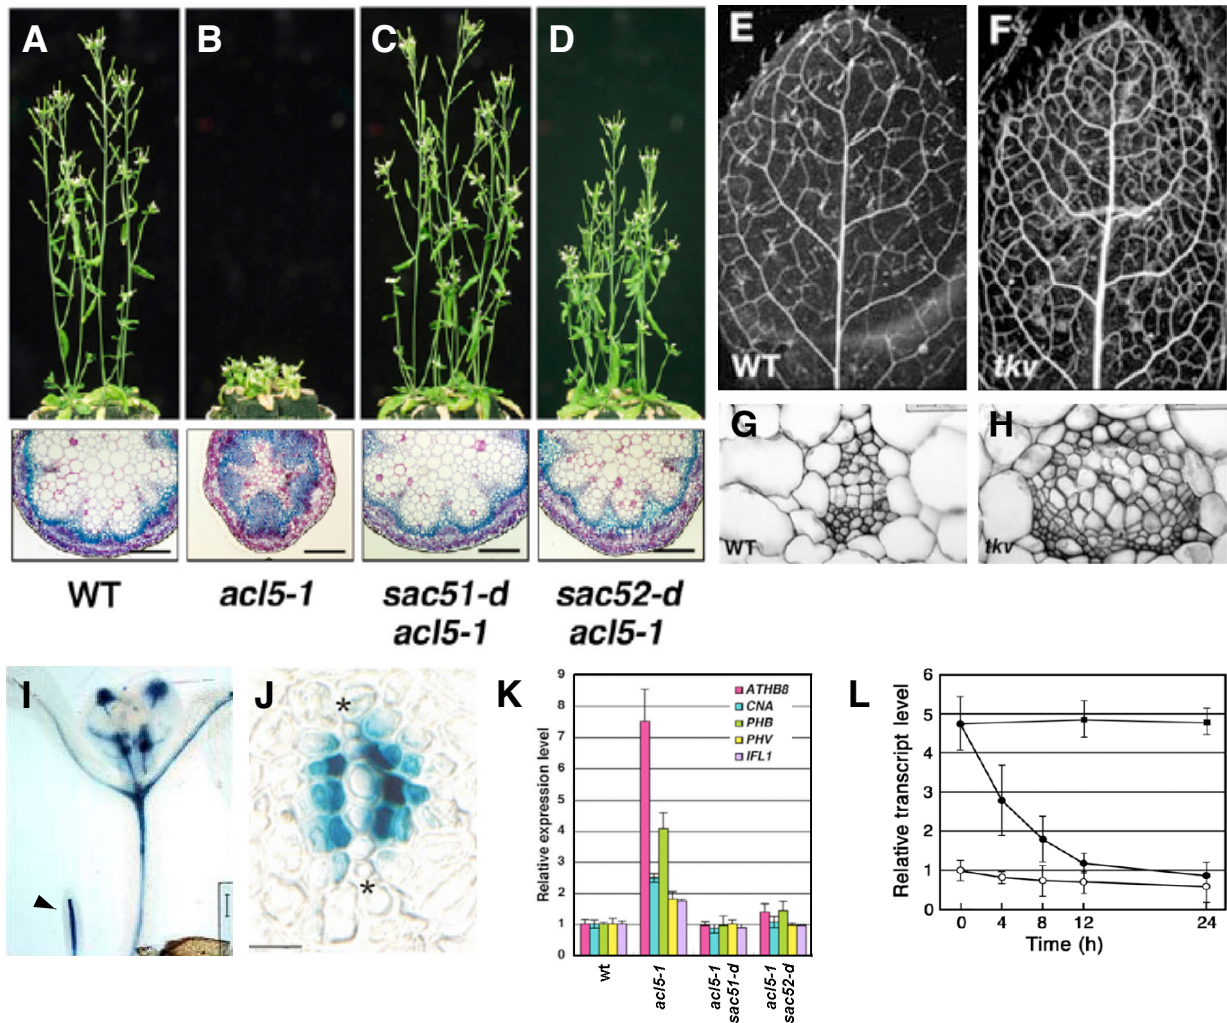 A
B
C
D
E
F
WT
tkv
G
H
WT
tkv
WT
acl5-1
sac51-d
acl5-1
sac52-d
acl5-1
I
J
*
*
K
Relative expression level
9
8
7
6
5
4
3
2
1
0
ATHB8
CNA
PHB
PHV
IFL1
wt
acl5-1
acl5-1
sac51-d
acl5-1
sac52-d
L
Relative transcript level
6
5
4
3
2
1
0
0 4 8 12 24
Time (h)